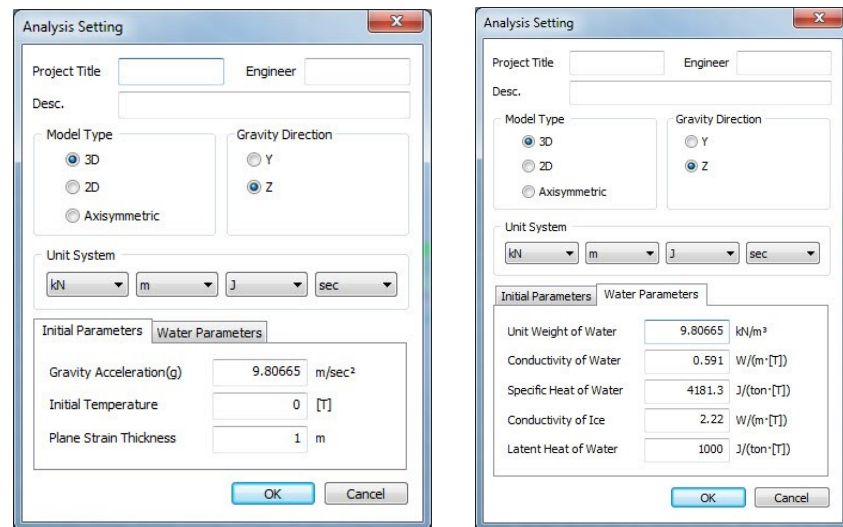 Analysis Setting
Project Title
Engineer
Desc.
Model Type
3D
2D
Axisymmetric
Gravity Direction
Y
Z
Unit System
kN m J sec
Initial Parameters Water Parameters
Gravity Acceleration(g) 9.80665 m/sec²
Initial Temperature 0 [T]
Plane Strain Thickness 1 m
OK Cancel
Analysis Setting
Project Title
Engineer
Desc.
Model Type
3D
2D
Axisymmetric
Gravity Direction
Y
Z
Unit System
kN m J sec
Initial Parameters Water Parameters
Unit Weight of Water 9.80665 kN/m³
Conductivity of Water 0.591 W/(m·[T])
Specific Heat of Water 4181.3 J/(ton·[T])
Conductivity of Ice 2.22 W/(m·[T])
Latent Heat of Water 1000 J/(ton·[T])
OK Cancel